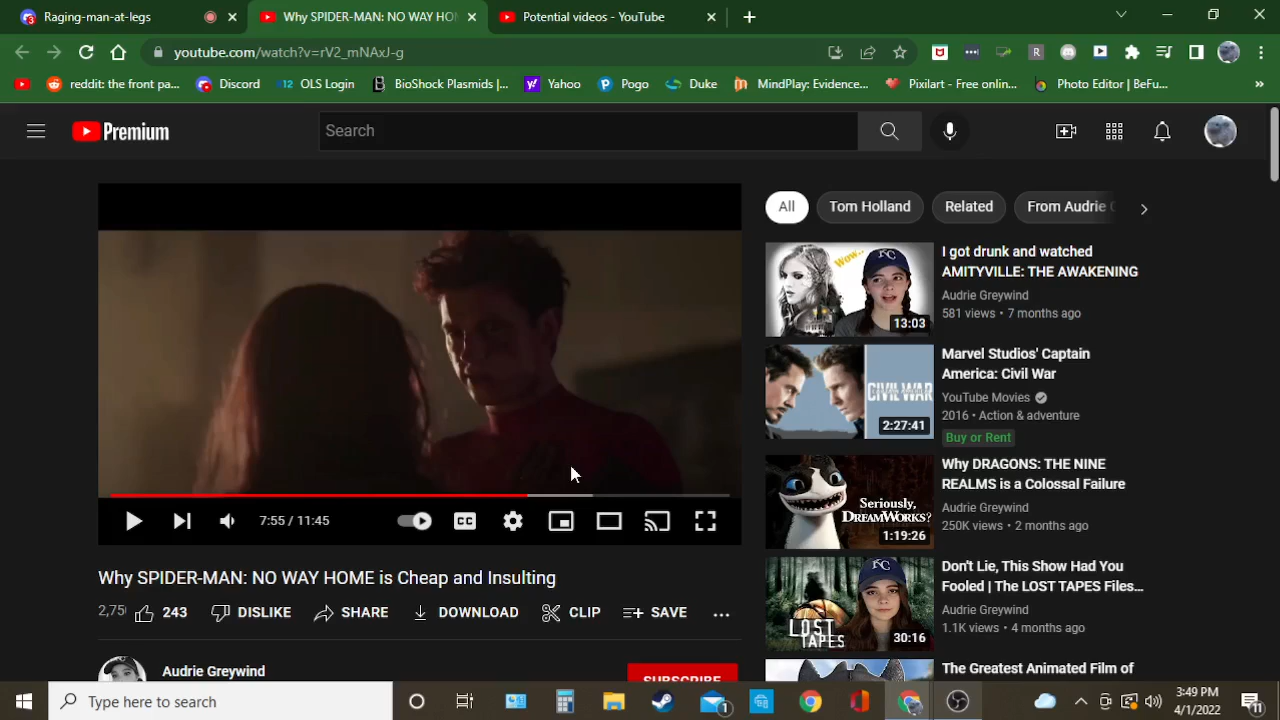 Raging-man-at-legs
Why SPIDER-MAN: NO WAY HO
Potential videos - YouTube
youtube.com/watch?v=rV2_mNAxJ-g
reddit: the front pa...
Discord
12 OLS Login
BioShock Plasmids |...
Yahoo
Pogo
Duke
MindPlay: Evidence...
Pixilart - Free onlin...
Photo Editor | BeFu...
Premium
Search
All
Tom Holland
Related
From Audrie G
I got drunk and watched
AMITYVILLE: THE AWAKENING
Audrie Greywind
581 views • 7 months ago
Wow..
KC
13:03
Marvel Studios' Captain
America: Civil War
YouTube Movies
2016 • Action & adventure
Buy or Rent
CIVIL WAR
2:27:41
Why DRAGONS: THE NINE
REALMS is a Colossal Failure
Audrie Greywind
250K views • 2 months ago
Seriously,
DREAMWORKS?
1:19:26
Don't Lie, This Show Had You
Fooled | The LOST TAPES Files...
Audrie Greywind
1.1K views • 4 months ago
KC
LOST
TAPES
30:16
The Greatest Animated Film of
7:55 / 11:45
CC
Why SPIDER-MAN: NO WAY HOME is Cheap and Insulting
243
DISLIKE
SHARE
DOWNLOAD
CLIP
SAVE
Audrie Greywind
SUBSCRIBE
Type here to search
1
3:49 PM
4/1/2022
11